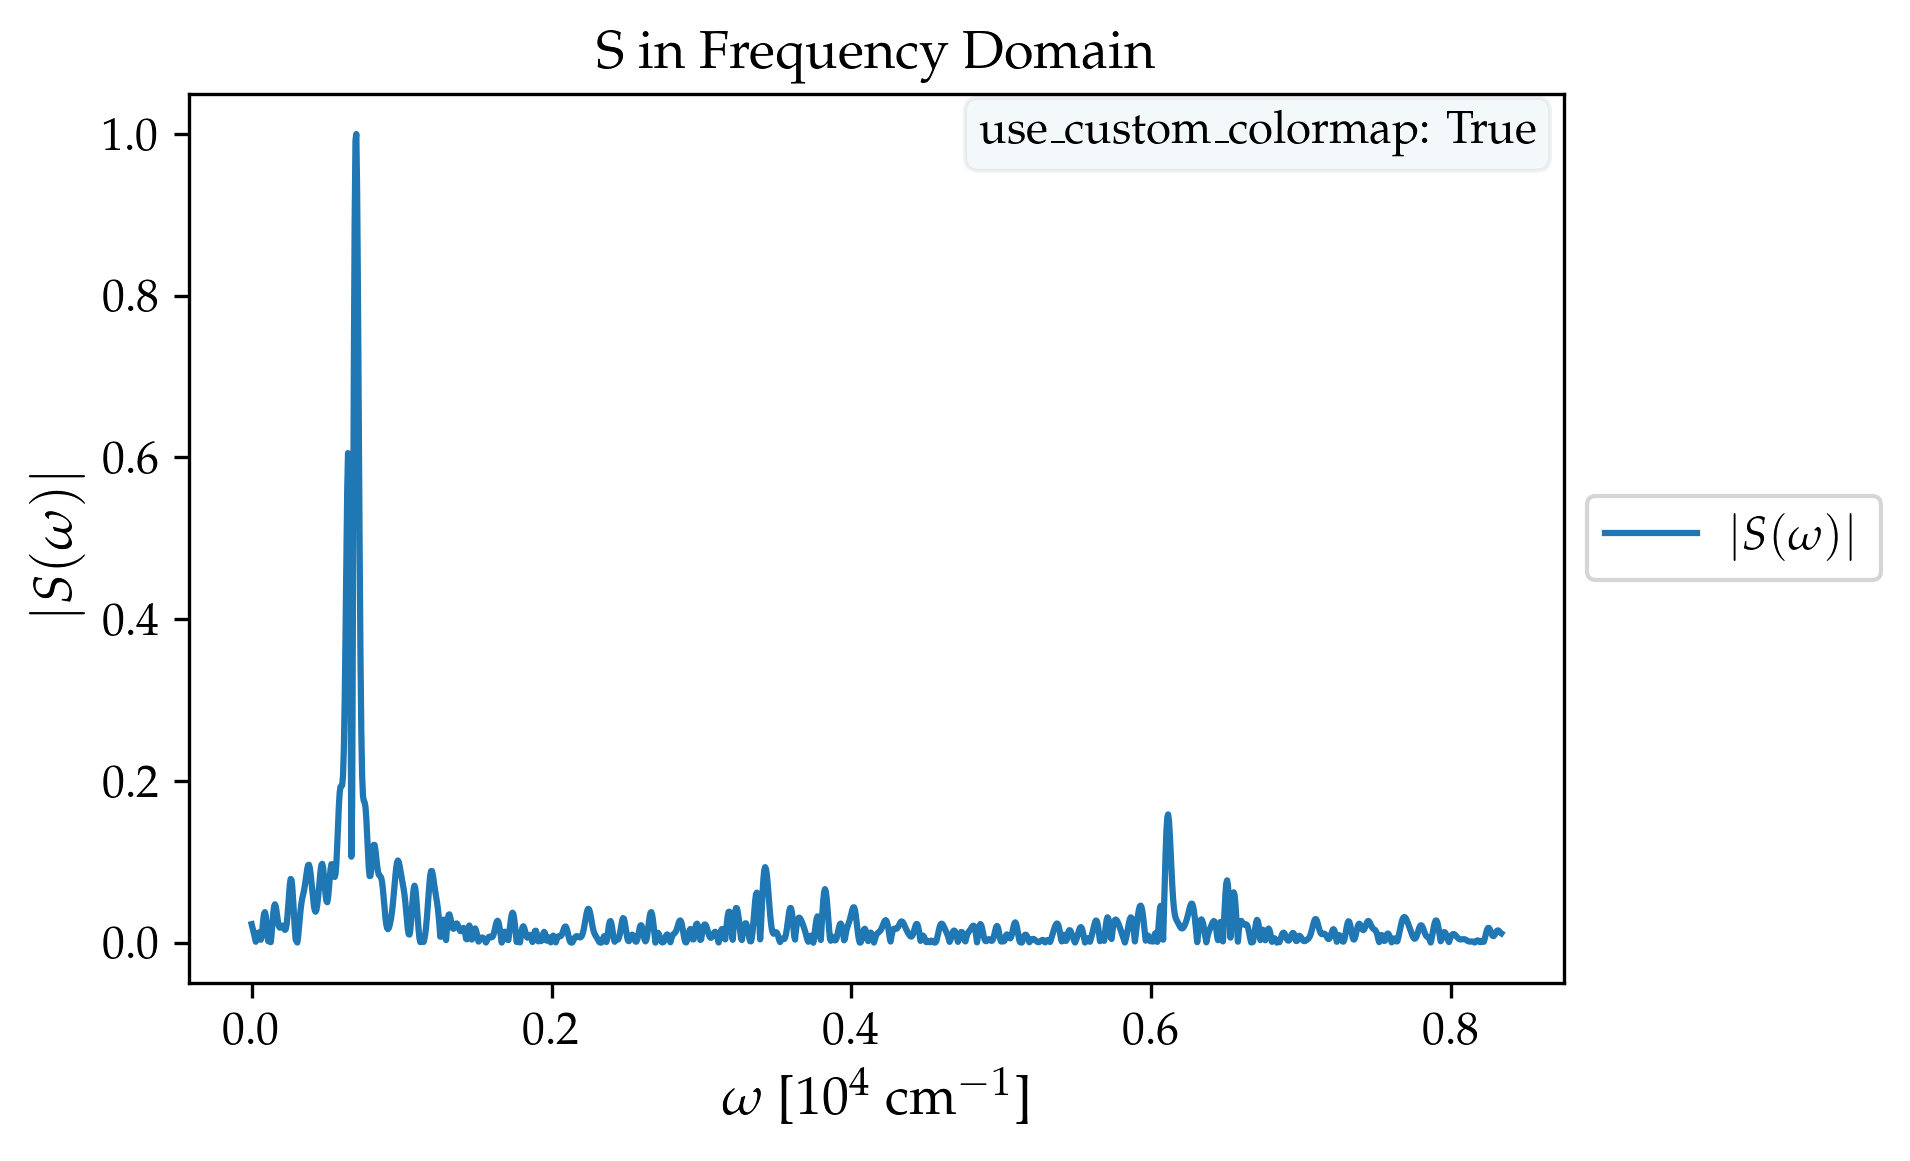 S in Frequency Domain
use_custom_colormap: True
1.0
0.8
0.6
0.4
0.2
0.0
|S(ω)|
|S(ω)|
0.0 0.2 0.4 0.6 0.8
ω [10⁴ cm⁻¹]